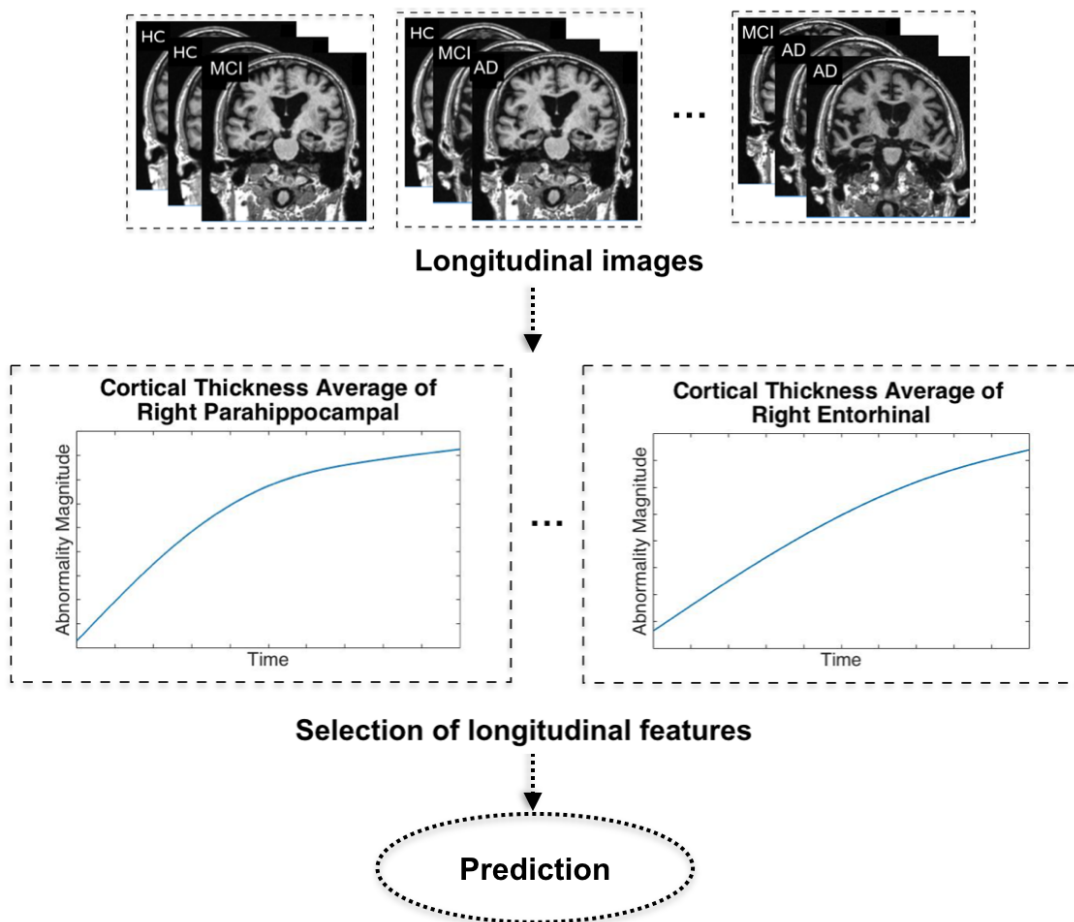 HC
HC
MCI
HC
MCI
AD
MCI
AD
AD
...
Longitudinal images
Cortical Thickness Average of
Right Parahippocampal
Abnormality Magnitude
Time
...
Cortical Thickness Average of
Right Entorhinal
Abnormality Magnitude
Time
Selection of longitudinal features
Prediction